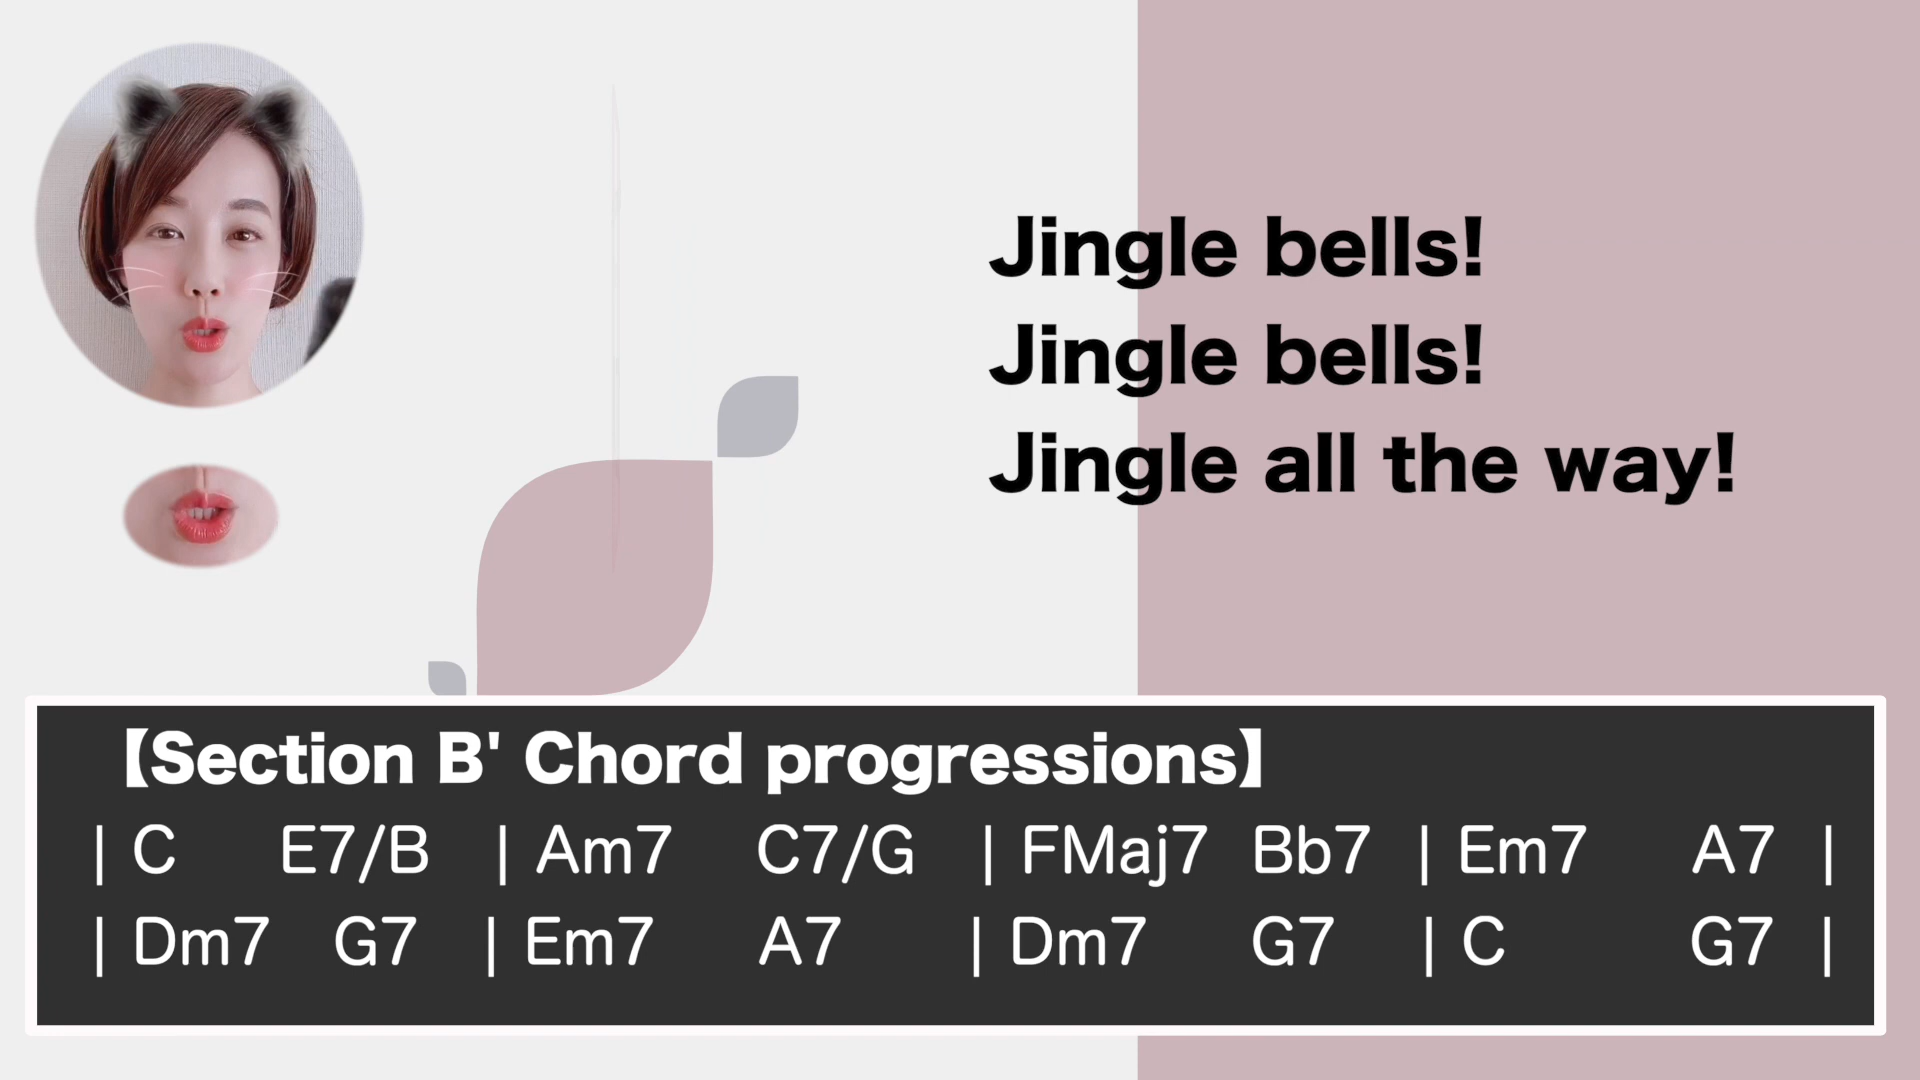 Jingle bells!
Jingle bells!
Jingle all the way!
【Section B' Chord progressions】
| C E7/B | Am7 C7/G | FMaj7 Bb7 | Em7 A7 |
| Dm7 G7 | Em7 A7 | Dm7 G7 | C G7 |